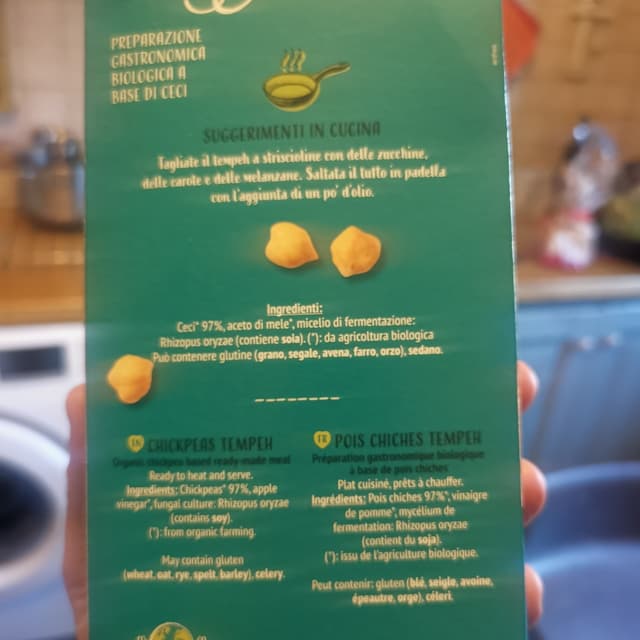 PREPARAZIONE
GASTRONOMICA
BIOLOGICA A
BASE DI CECI
SUGGERIMENTI IN CUCINA
Tagliate il tempeh a striscioline con delle zucchine,
delle carote e delle melanzane. Saltata il tutto in padella
con l'aggiunta di un po' d'olio.
Ingredienti:
Ceci* 97%, aceto di mele*, micelio di fermentazione:
Rhizopus oryzae (contiene soia). (*): da agricoltura biologica
Può contenere glutine (grano, segale, avena, farro, orzo), sedano.
EN CHICKPEAS TEMPEH
Organic chickpea based ready-made meal
Ready to heat and serve.
Ingredients: Chickpeas* 97%, apple
vinegar*, fungal culture: Rhizopus oryzae
(contains soy).
(*): from organic farming.
May contain gluten
(wheat, oat, rye, spelt, barley), celery.
FR POIS CHICHES TEMPEH
Préparation gastronomique biologique
à base de pois chiches
Plat cuisiné, prêts à chauffer.
Ingrédients: Pois chiches 97%*, vinaigre
de pomme*, mycélium de
fermentation: Rhizopus oryzae
(contient du soja).
(*): issu de l'agriculture biologique.
Peut contenir: gluten (blé, seigle, avoine,
épeautre, orge), céleri.